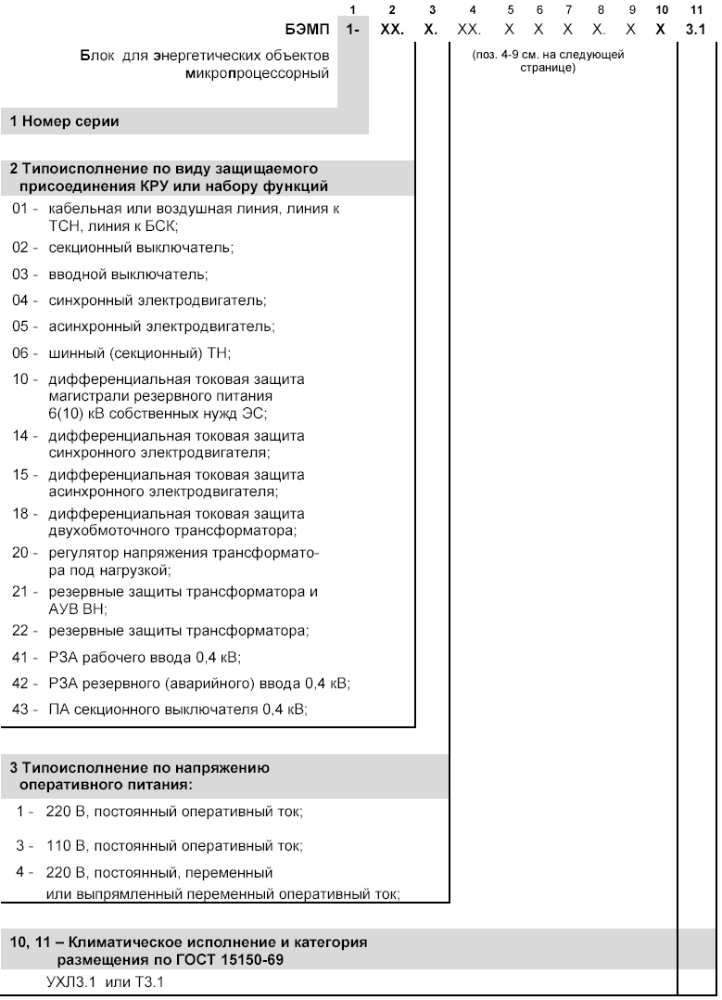 1 2 3 4 5 6 7 8 9 10 11
БЭМП 1- XX. X. XX. X X X X. X X 3.1
Блок для энергетических объектов
микропроцессорный
(поз. 4-9 см. на следующей
странице)
1 Номер серии
2 Типоисполнение по виду защищаемого
присоединения КРУ или набору функций
01 - кабельная или воздушная линия, линия к
ТСН, линия к БСК;
02 - секционный выключатель;
03 - вводной выключатель;
04 - синхронный электродвигатель;
05 - асинхронный электродвигатель;
06 - шинный (секционный) ТН;
10 - дифференциальная токовая защита
магистрали резервного питания
6(10) кВ собственных нужд ЭС;
14 - дифференциальная токовая защита
синхронного электродвигателя;
15 - дифференциальная токовая защита
асинхронного электродвигателя;
18 - дифференциальная токовая защита
двухобмоточного трансформатора;
20 - регулятор напряжения трансформато-
ра под нагрузкой;
21 - резервные защиты трансформатора и
АУВ ВН;
22 - резервные защиты трансформатора;
41 - РЗА рабочего ввода 0,4 кВ;
42 - РЗА резервного (аварийного) ввода 0,4 кВ;
43 - ПА секционного выключателя 0,4 кВ;
3 Типоисполнение по напряжению
оперативного питания:
1 - 220 В, постоянный оперативный ток;
3 - 110 В, постоянный оперативный ток;
4 - 220 В, постоянный, переменный
или выпрямленный переменный оперативный ток;
10, 11 – Климатическое исполнение и категория
размещения по ГОСТ 15150-69
УХЛ3.1 или Т3.1